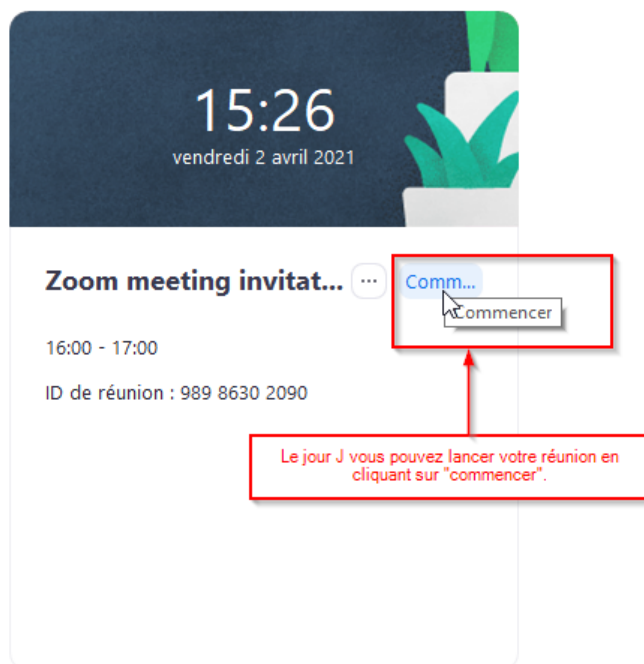 15:26
vendredi 2 avril 2021
Zoom meeting invitat... ... Comm...
Commencer
16:00 - 17:00
ID de réunion : 989 8630 2090
Le jour J vous pouvez lancer votre réunion en
cliquant sur "commencer".